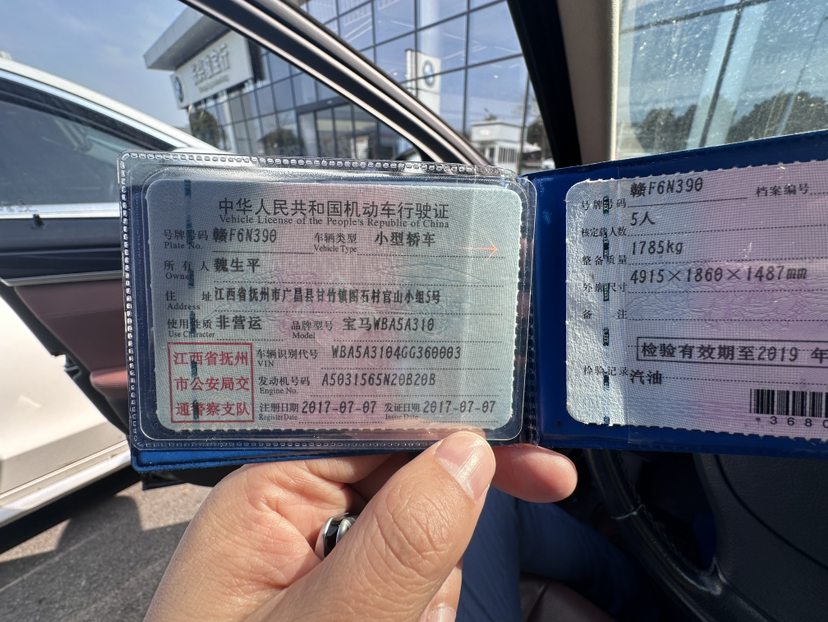 中华人民共和国机动车行驶证
Vehicle License of the People's Republic of China
号牌号码 赣F6N390 车辆类型 小型轿车
Plate No. Vehicle Type
所有人 魏生平
Owner
住址 江西省抚州市广昌县甘竹镇图石村官山小组5号
Address
使用性质 非营运 品牌型号 宝马WBA5A310
Use Character Model
江西省抚州
市公安局交
通警察支队
车辆识别代号 WBA5A3104GG360003
VIN
发动机号码 A5031565N20B20B
Engine No.
注册日期 2017-07-07 发证日期 2017-07-07
Register Date Issue Date
号牌号码 赣F6N390 档案编号
核定载人数 5人
整备质量 1785kg
外廓尺寸 4915×1860×1487mm
备注
检验有效期至2019 年
检验记录
汽油
*3680